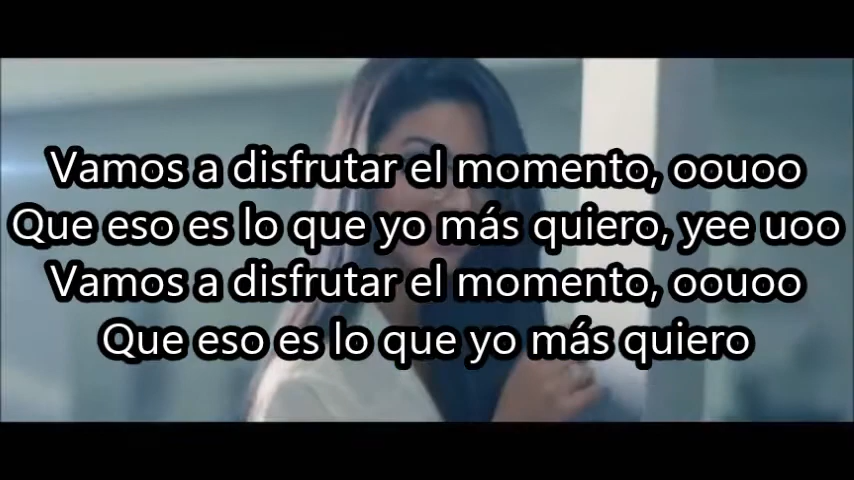 Vamos a disfrutar el momento, oouoo
Que eso es lo que yo más quiero, yee uoo
Vamos a disfrutar el momento, oouoo
Que eso es lo que yo más quiero